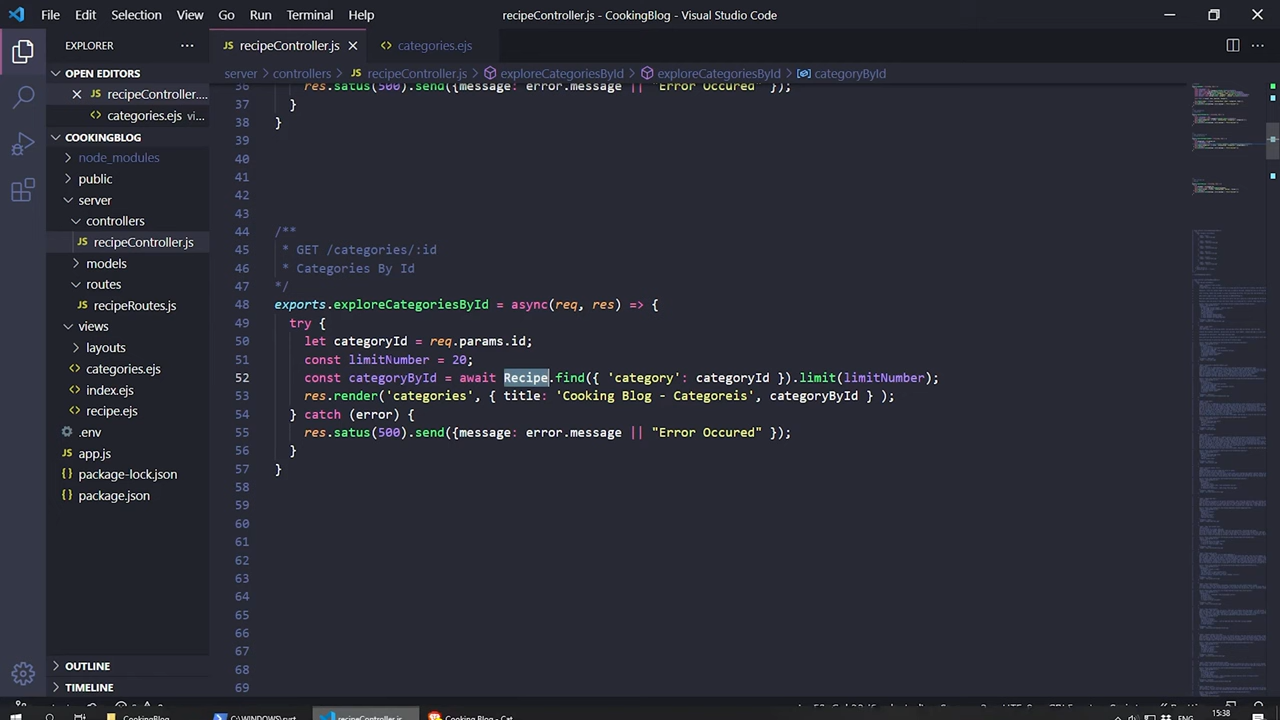 File Edit Selection View Go Run Terminal Help recipeController.js - CookingBlog - Visual Studio Code
EXPLORER
recipeController.js
categories.ejs
OPEN EDITORS
server controllers recipeController.js exploreCategoriesById exploreCategoriesById categoryById
recipeController....
categories.ejs vi...
COOKINGBLOG
node_modules
public
server
controllers
recipeController.js
models
routes
recipeRoutes.js
views
layouts
categories.ejs
index.ejs
recipe.ejs
.env
app.js
package-lock.json
package.json
OUTLINE
TIMELINE
36 res.satus(500).send({message: error.message || "Error Occured" });
37 }
38 }
39
40
41
42
43
44 /**
45 * GET /categories/:id
46 * Categories By Id
47 */
48 exports.exploreCategoriesById = async(req, res) => {
49 try {
50 let categoryId = req.params.id;
51 const limitNumber = 20;
52 const categoryById = await Recipe.find({ 'category': categoryId }).limit(limitNumber);
53 res.render('categories', { title: 'Cooking Blog - Categoreis', categoryById } );
54 } catch (error) {
55 res.satus(500).send({message: error.message || "Error Occured" });
56 }
57 }
58
59
60
61
62
63
64
65
66
67
68
69
CookingBlog
recipeController.js
Cooking Blog - Cat...
15:38